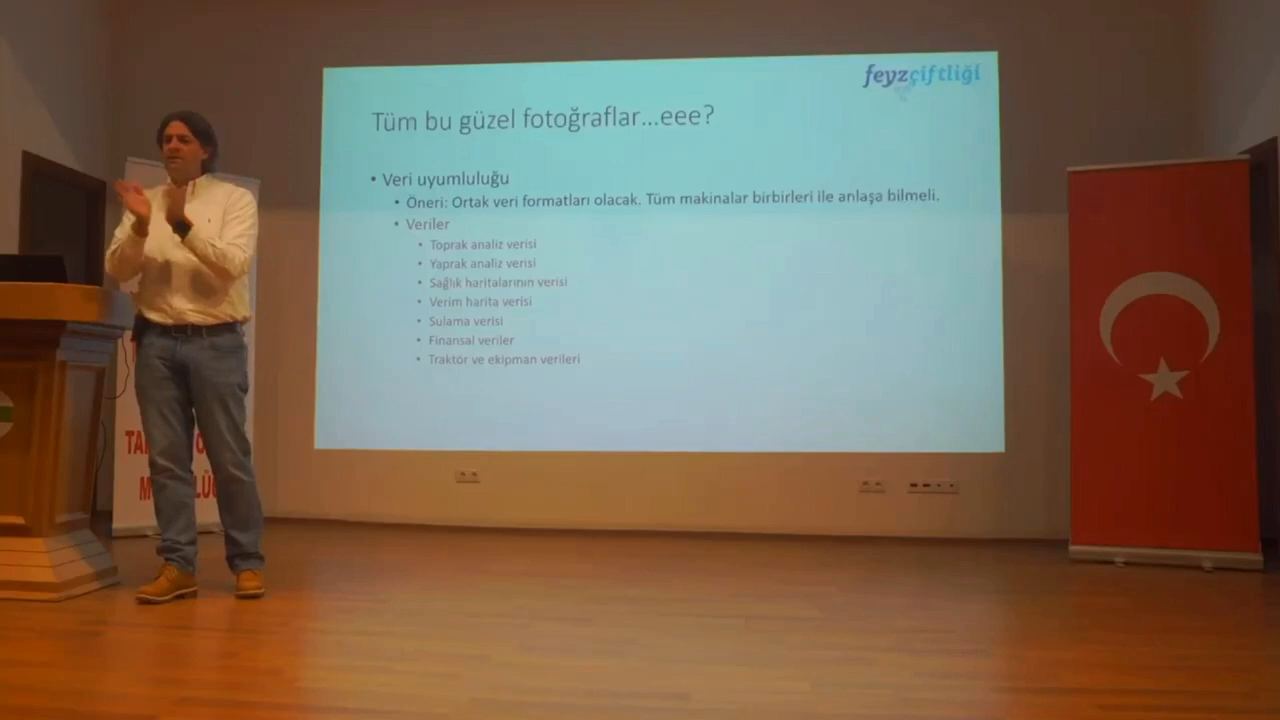 feyzçiftliği
Tüm bu güzel fotoğraflar...eee?
• Veri uyumluluğu
• Öneri: Ortak veri formatları olacak. Tüm makinalar birbirleri ile anlaşa bilmeli.
• Veriler
• Toprak analiz verisi
• Yaprak analiz verisi
• Sağlık haritalarının verisi
• Verim harita verisi
• Sulama verisi
• Finansal veriler
• Traktör ve ekipman verileri